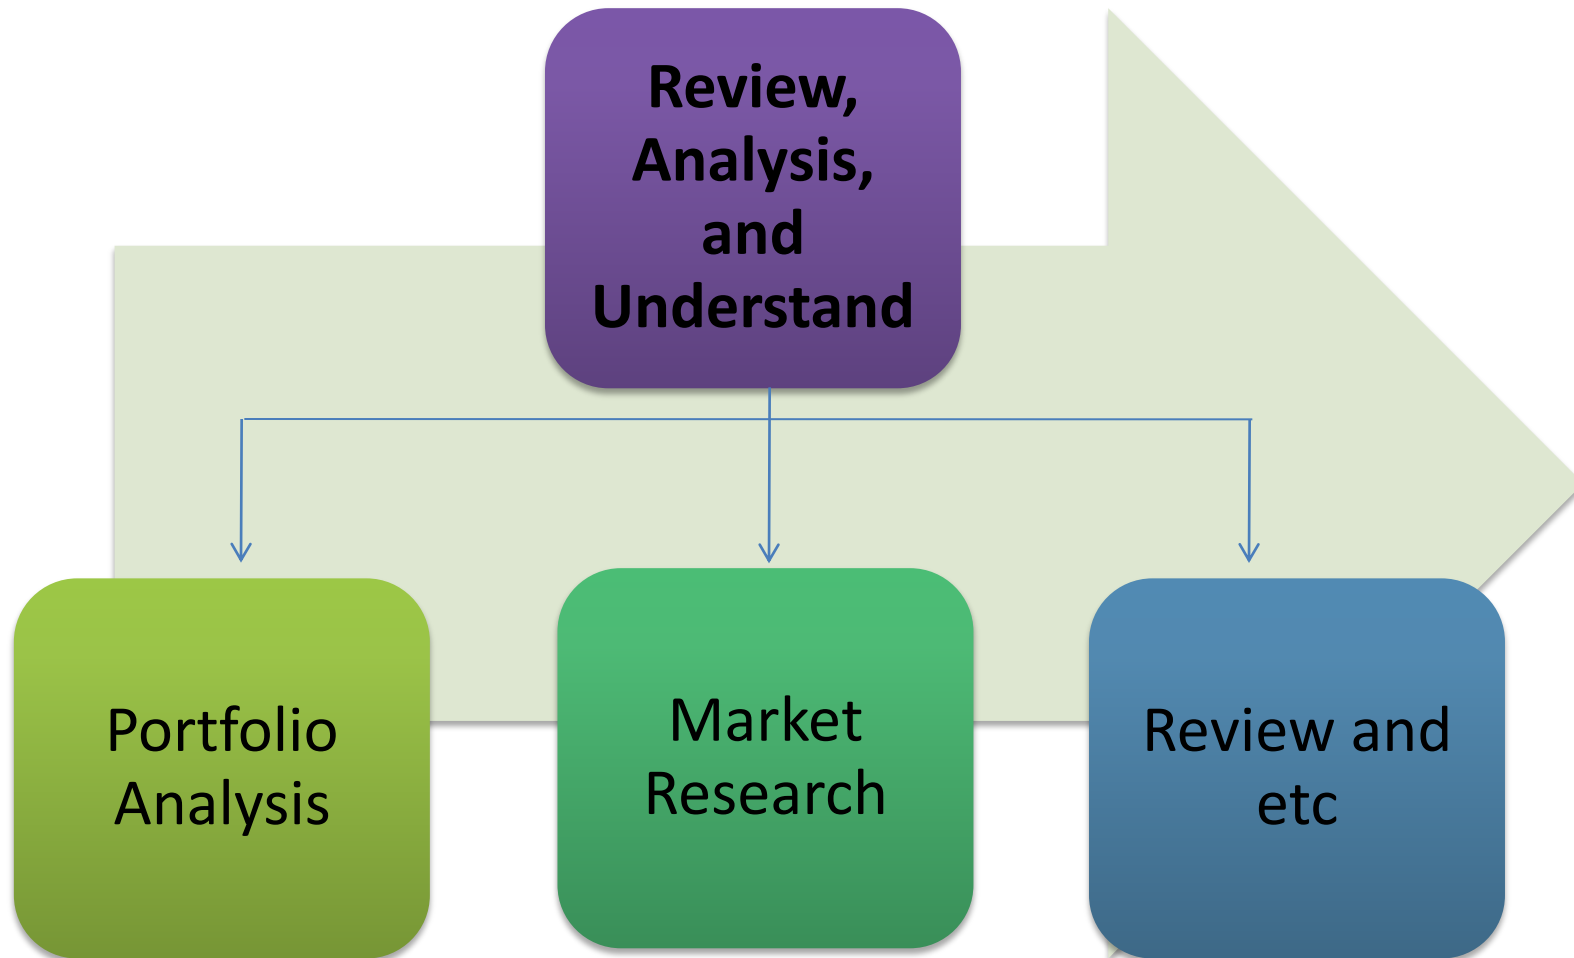 Review,
Analysis,
and
Understand
Portfolio
Analysis
Market
Research
Review and
etc